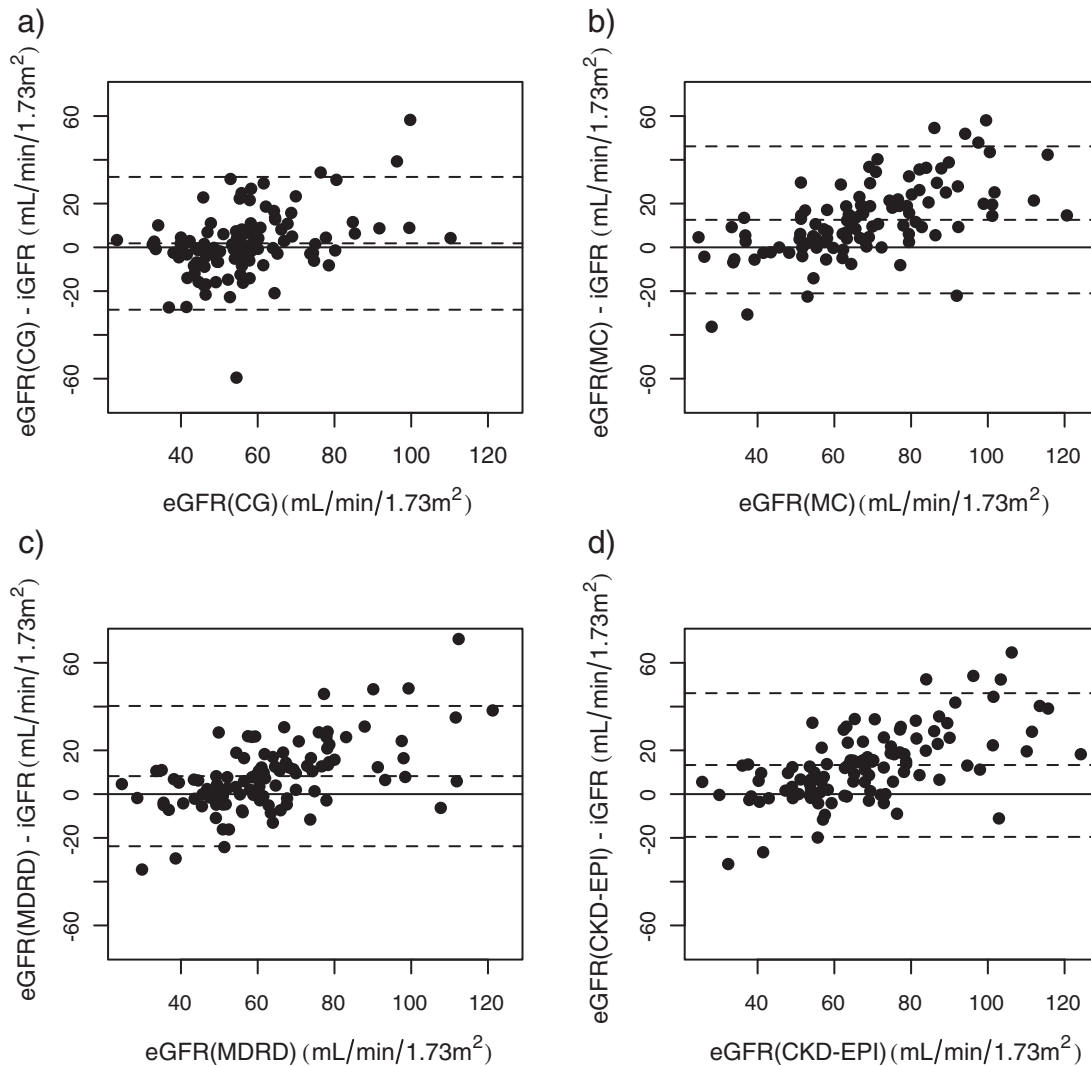 a)
eGFR(CG) - iGFR (mL/min/1.73m²)
60
20
0
-20
-60
40 60 80 100 120
eGFR(CG) (mL/min/1.73m²)
b)
eGFR(MC) - iGFR (mL/min/1.73m²)
60
20
0
-20
-60
40 60 80 100 120
eGFR(MC) (mL/min/1.73m²)
c)
eGFR(MDRD) - iGFR (mL/min/1.73m²)
60
20
0
-20
-60
40 60 80 100 120
eGFR(MDRD) (mL/min/1.73m²)
d)
eGFR(CKD-EPI) - iGFR (mL/min/1.73m²)
60
20
0
-20
-60
40 60 80 100 120
eGFR(CKD-EPI) (mL/min/1.73m²)